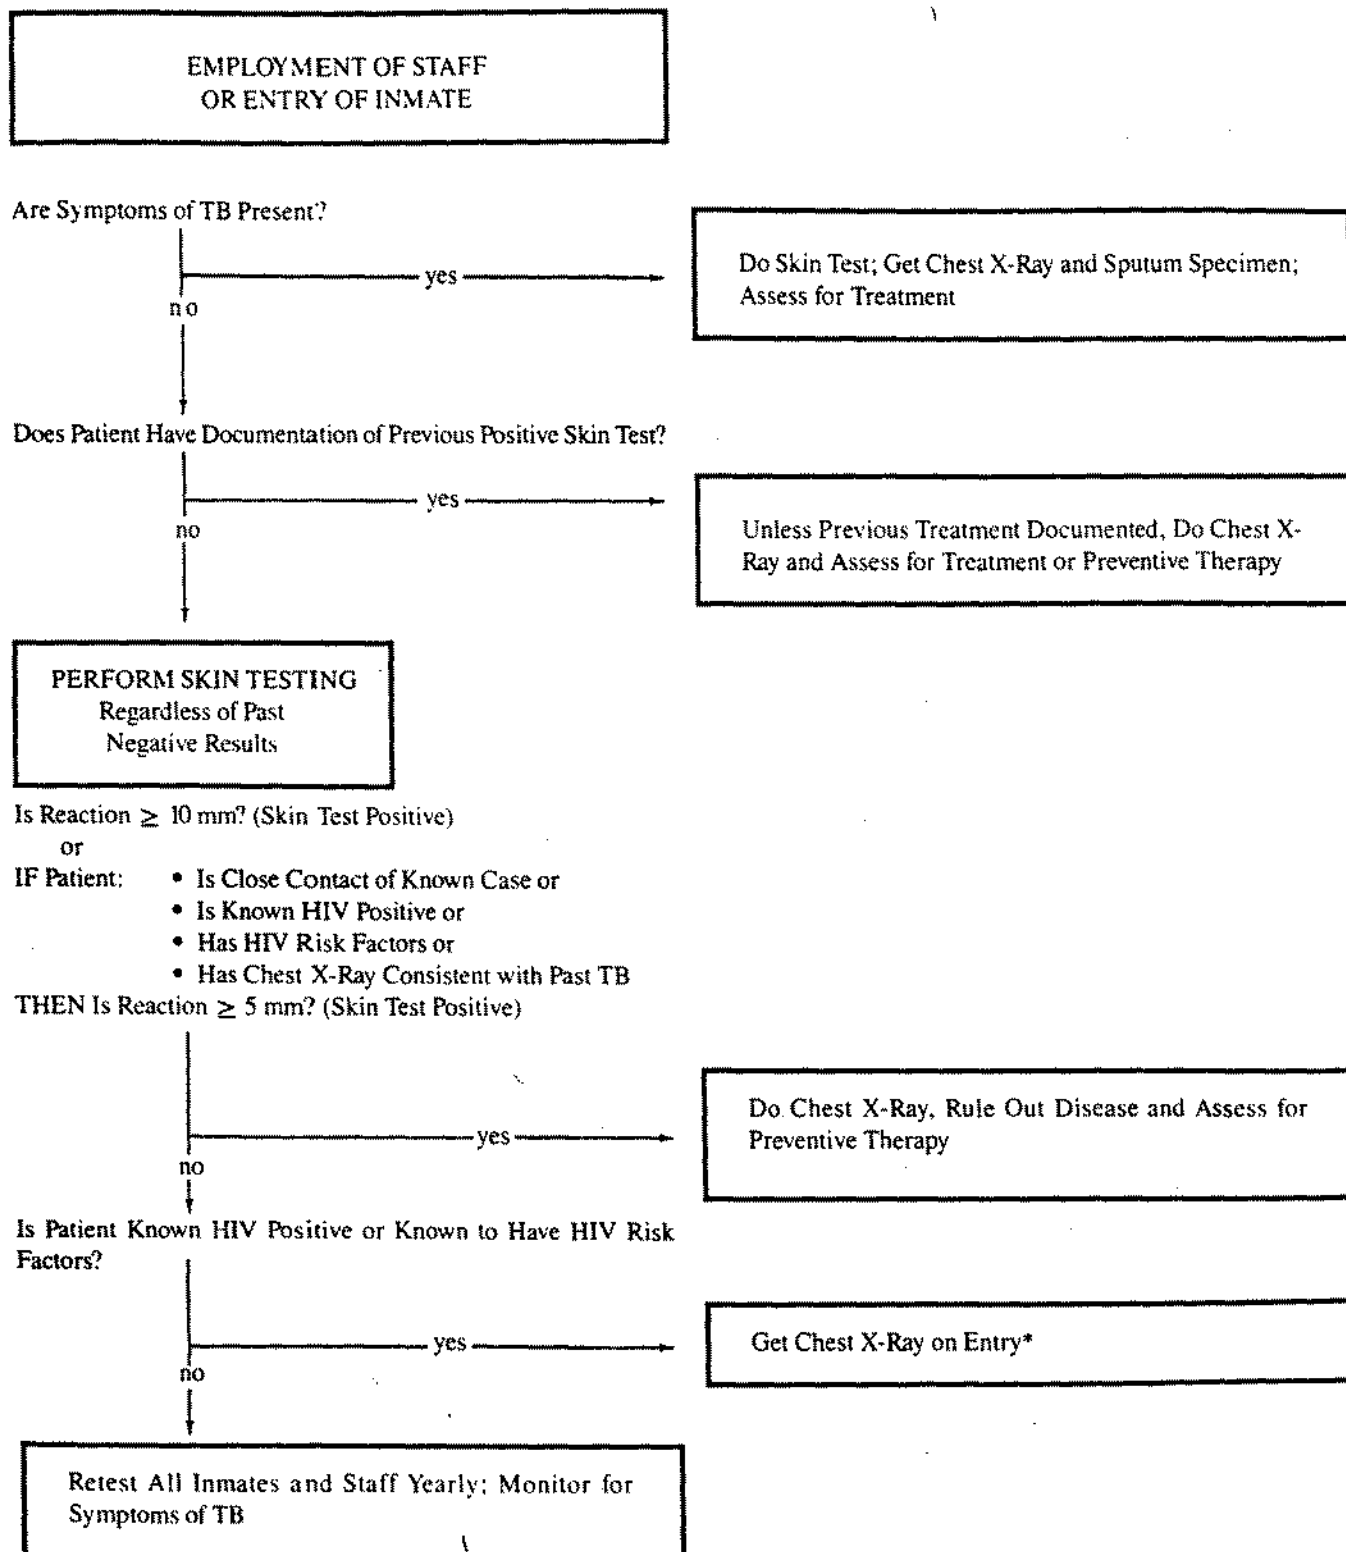 EMPLOYMENT OF STAFF
OR ENTRY OF INMATE
Are Symptoms of TB Present?
yes
no
Do Skin Test; Get Chest X-Ray and Sputum Specimen;
Assess for Treatment
Does Patient Have Documentation of Previous Positive Skin Test?
yes
no
Unless Previous Treatment Documented, Do Chest X-
Ray and Assess for Treatment or Preventive Therapy
PERFORM SKIN TESTING
Regardless of Past
Negative Results
Is Reaction ≥ 10 mm? (Skin Test Positive)
or
IF Patient: • Is Close Contact of Known Case or
• Is Known HIV Positive or
• Has HIV Risk Factors or
• Has Chest X-Ray Consistent with Past TB
THEN Is Reaction ≥ 5 mm? (Skin Test Positive)
yes
no
Do Chest X-Ray, Rule Out Disease and Assess for
Preventive Therapy
Is Patient Known HIV Positive or Known to Have HIV Risk
Factors?
yes
no
Get Chest X-Ray on Entry*
Retest All Inmates and Staff Yearly; Monitor for
Symptoms of TB